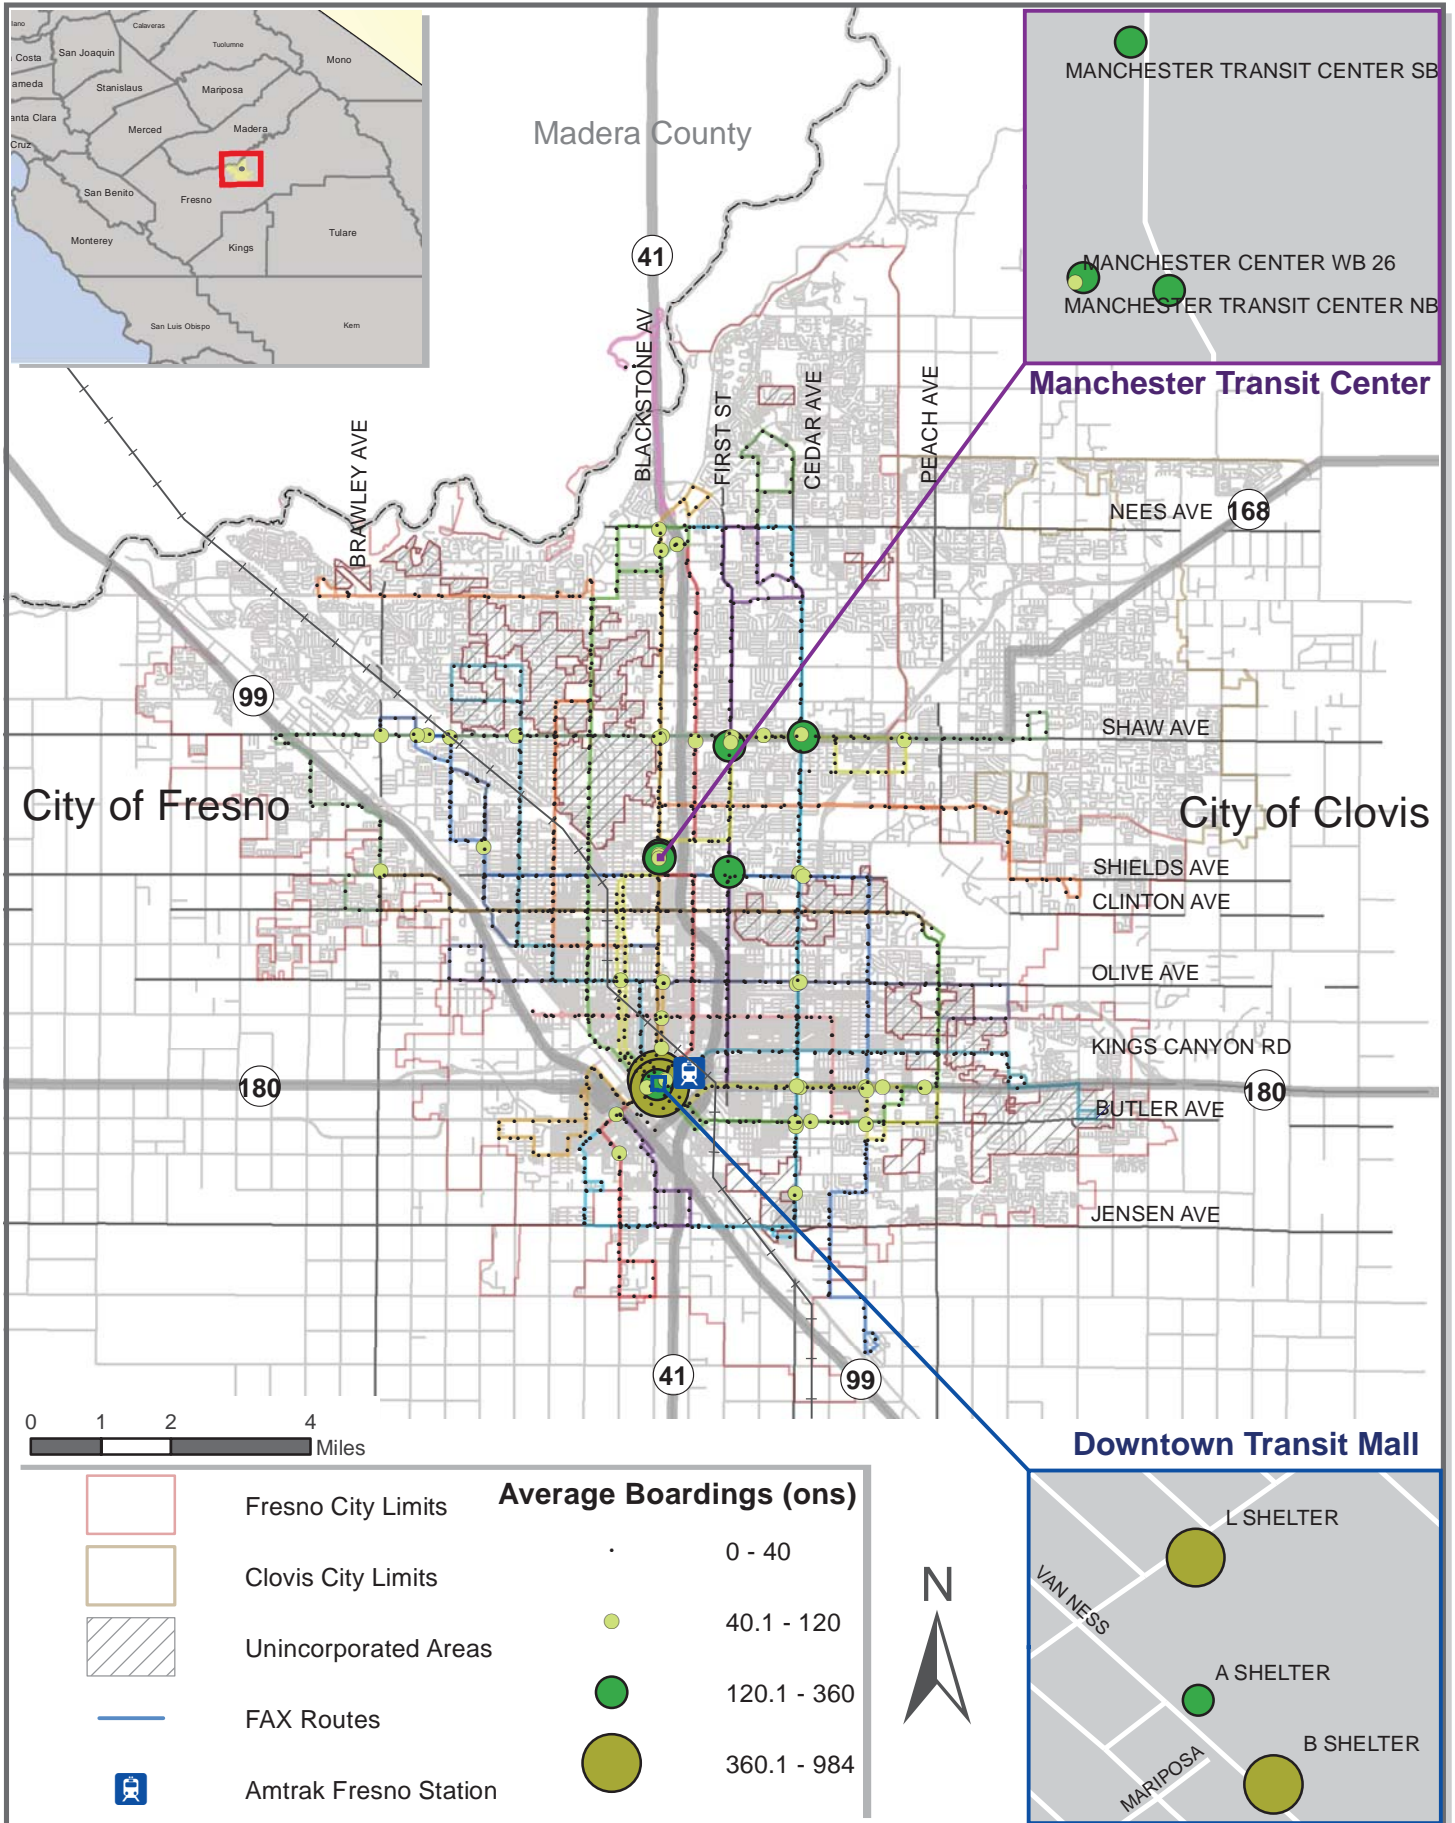 Calaveras
Tuolumne
Mono
San Joaquin
Costa
ameda
Stanislaus
Mariposa
anta Clara
Merced
Madera
Cruz
San Benito
Fresno
Monterey
Kings
Tulare
San Luis Obispo
Kern
Madera County
MANCHESTER TRANSIT CENTER SB
MANCHESTER CENTER WB 26
MANCHESTER TRANSIT CENTER NB
Manchester Transit Center
41
BLACKSTONE AV
FIRST ST
CEDAR AVE
PEACH AVE
BRAWLEY AVE
NEES AVE
168
99
SHAW AVE
City of Fresno
City of Clovis
SHIELDS AVE
CLINTON AVE
OLIVE AVE
KINGS CANYON RD
180
180
BUTLER AVE
JENSEN AVE
41
99
0 1 2 4
Miles
Downtown Transit Mall
L SHELTER
VAN NESS
A SHELTER
B SHELTER
MARIPOSA
Average Boardings (ons)
Fresno City Limits
0 - 40
Clovis City Limits
40.1 - 120
Unincorporated Areas
120.1 - 360
FAX Routes
360.1 - 984
Amtrak Fresno Station
N